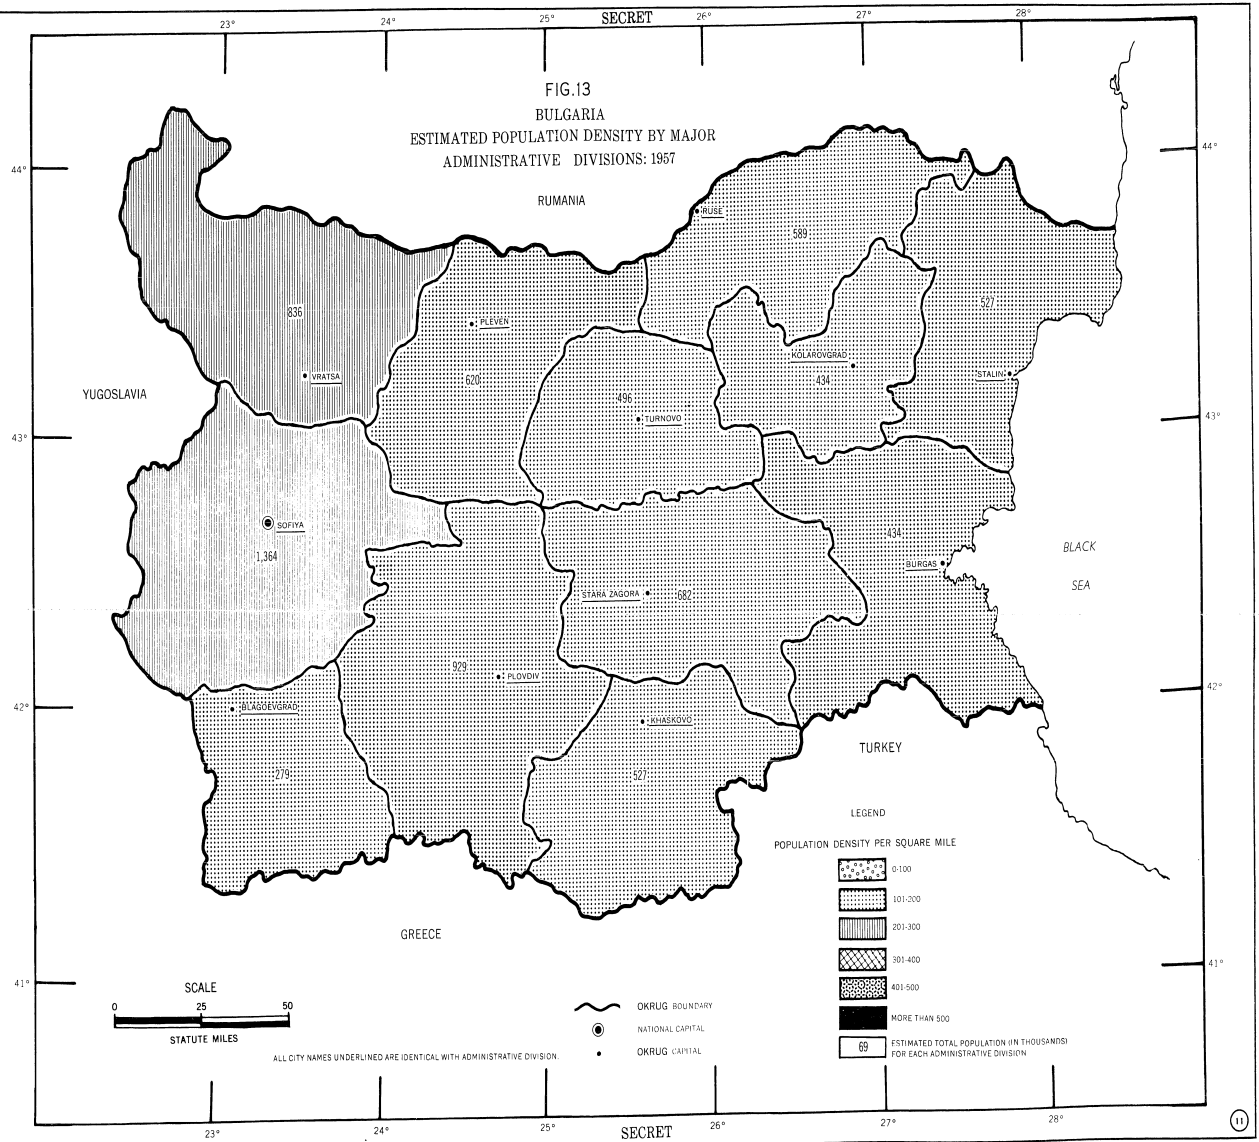 SECRET
23° 24° 25° 26° 27° 28°
FIG.13
BULGARIA
ESTIMATED POPULATION DENSITY BY MAJOR
ADMINISTRATIVE DIVISIONS: 1957
44° 44°
RUMANIA
RUSE
589
527
836
PLEVEN
KOLAROVGRAD
434
STALIN
VRATSA
620
YUGOSLAVIA
496
TURNOVO
43° 43°
SOFIYA
1,364
434
BURGAS
BLACK
SEA
STARA ZAGORA
682
929
PLOVDIV
42° 42°
BLAGOEVGRAD
KHASKOVO
279
527
TURKEY
GREECE
LEGEND
POPULATION DENSITY PER SQUARE MILE
0-100
101-200
201-300
301-400
401-500
MORE THAN 500
69 ESTIMATED TOTAL POPULATION (IN THOUSANDS)
FOR EACH ADMINISTRATIVE DIVISION
41° 41°
SCALE
0 25 50
STATUTE MILES
OKRUG BOUNDARY
NATIONAL CAPITAL
OKRUG CAPITAL
ALL CITY NAMES UNDERLINED ARE IDENTICAL WITH ADMINISTRATIVE DIVISION.
23° 24° 25° 26° 27° 28°
SECRET
11